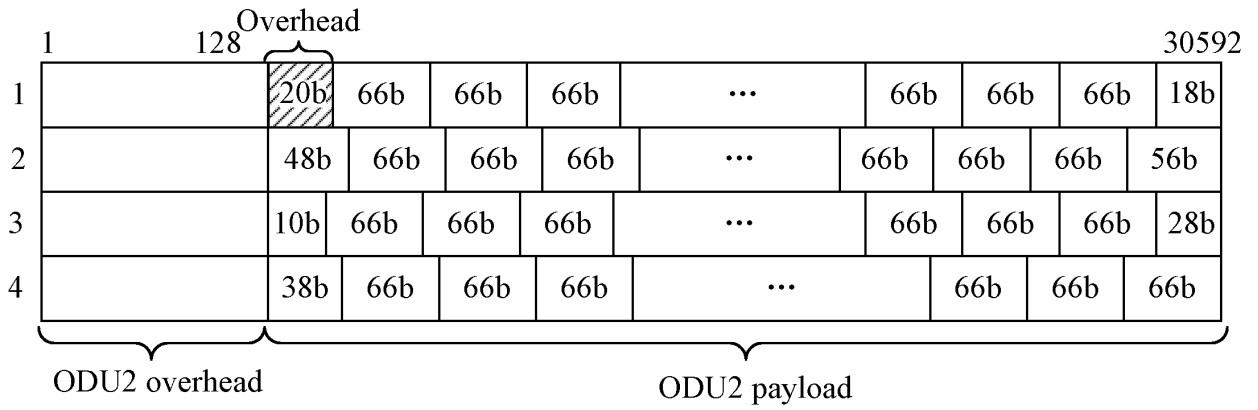 Overhead
1 128 30592
1 20b 66b 66b 66b ... 66b 66b 66b 18b
2 48b 66b 66b 66b ... 66b 66b 66b 56b
3 10b 66b 66b 66b ... 66b 66b 66b 28b
4 38b 66b 66b 66b ... 66b 66b 66b
ODU2 overhead ODU2 payload